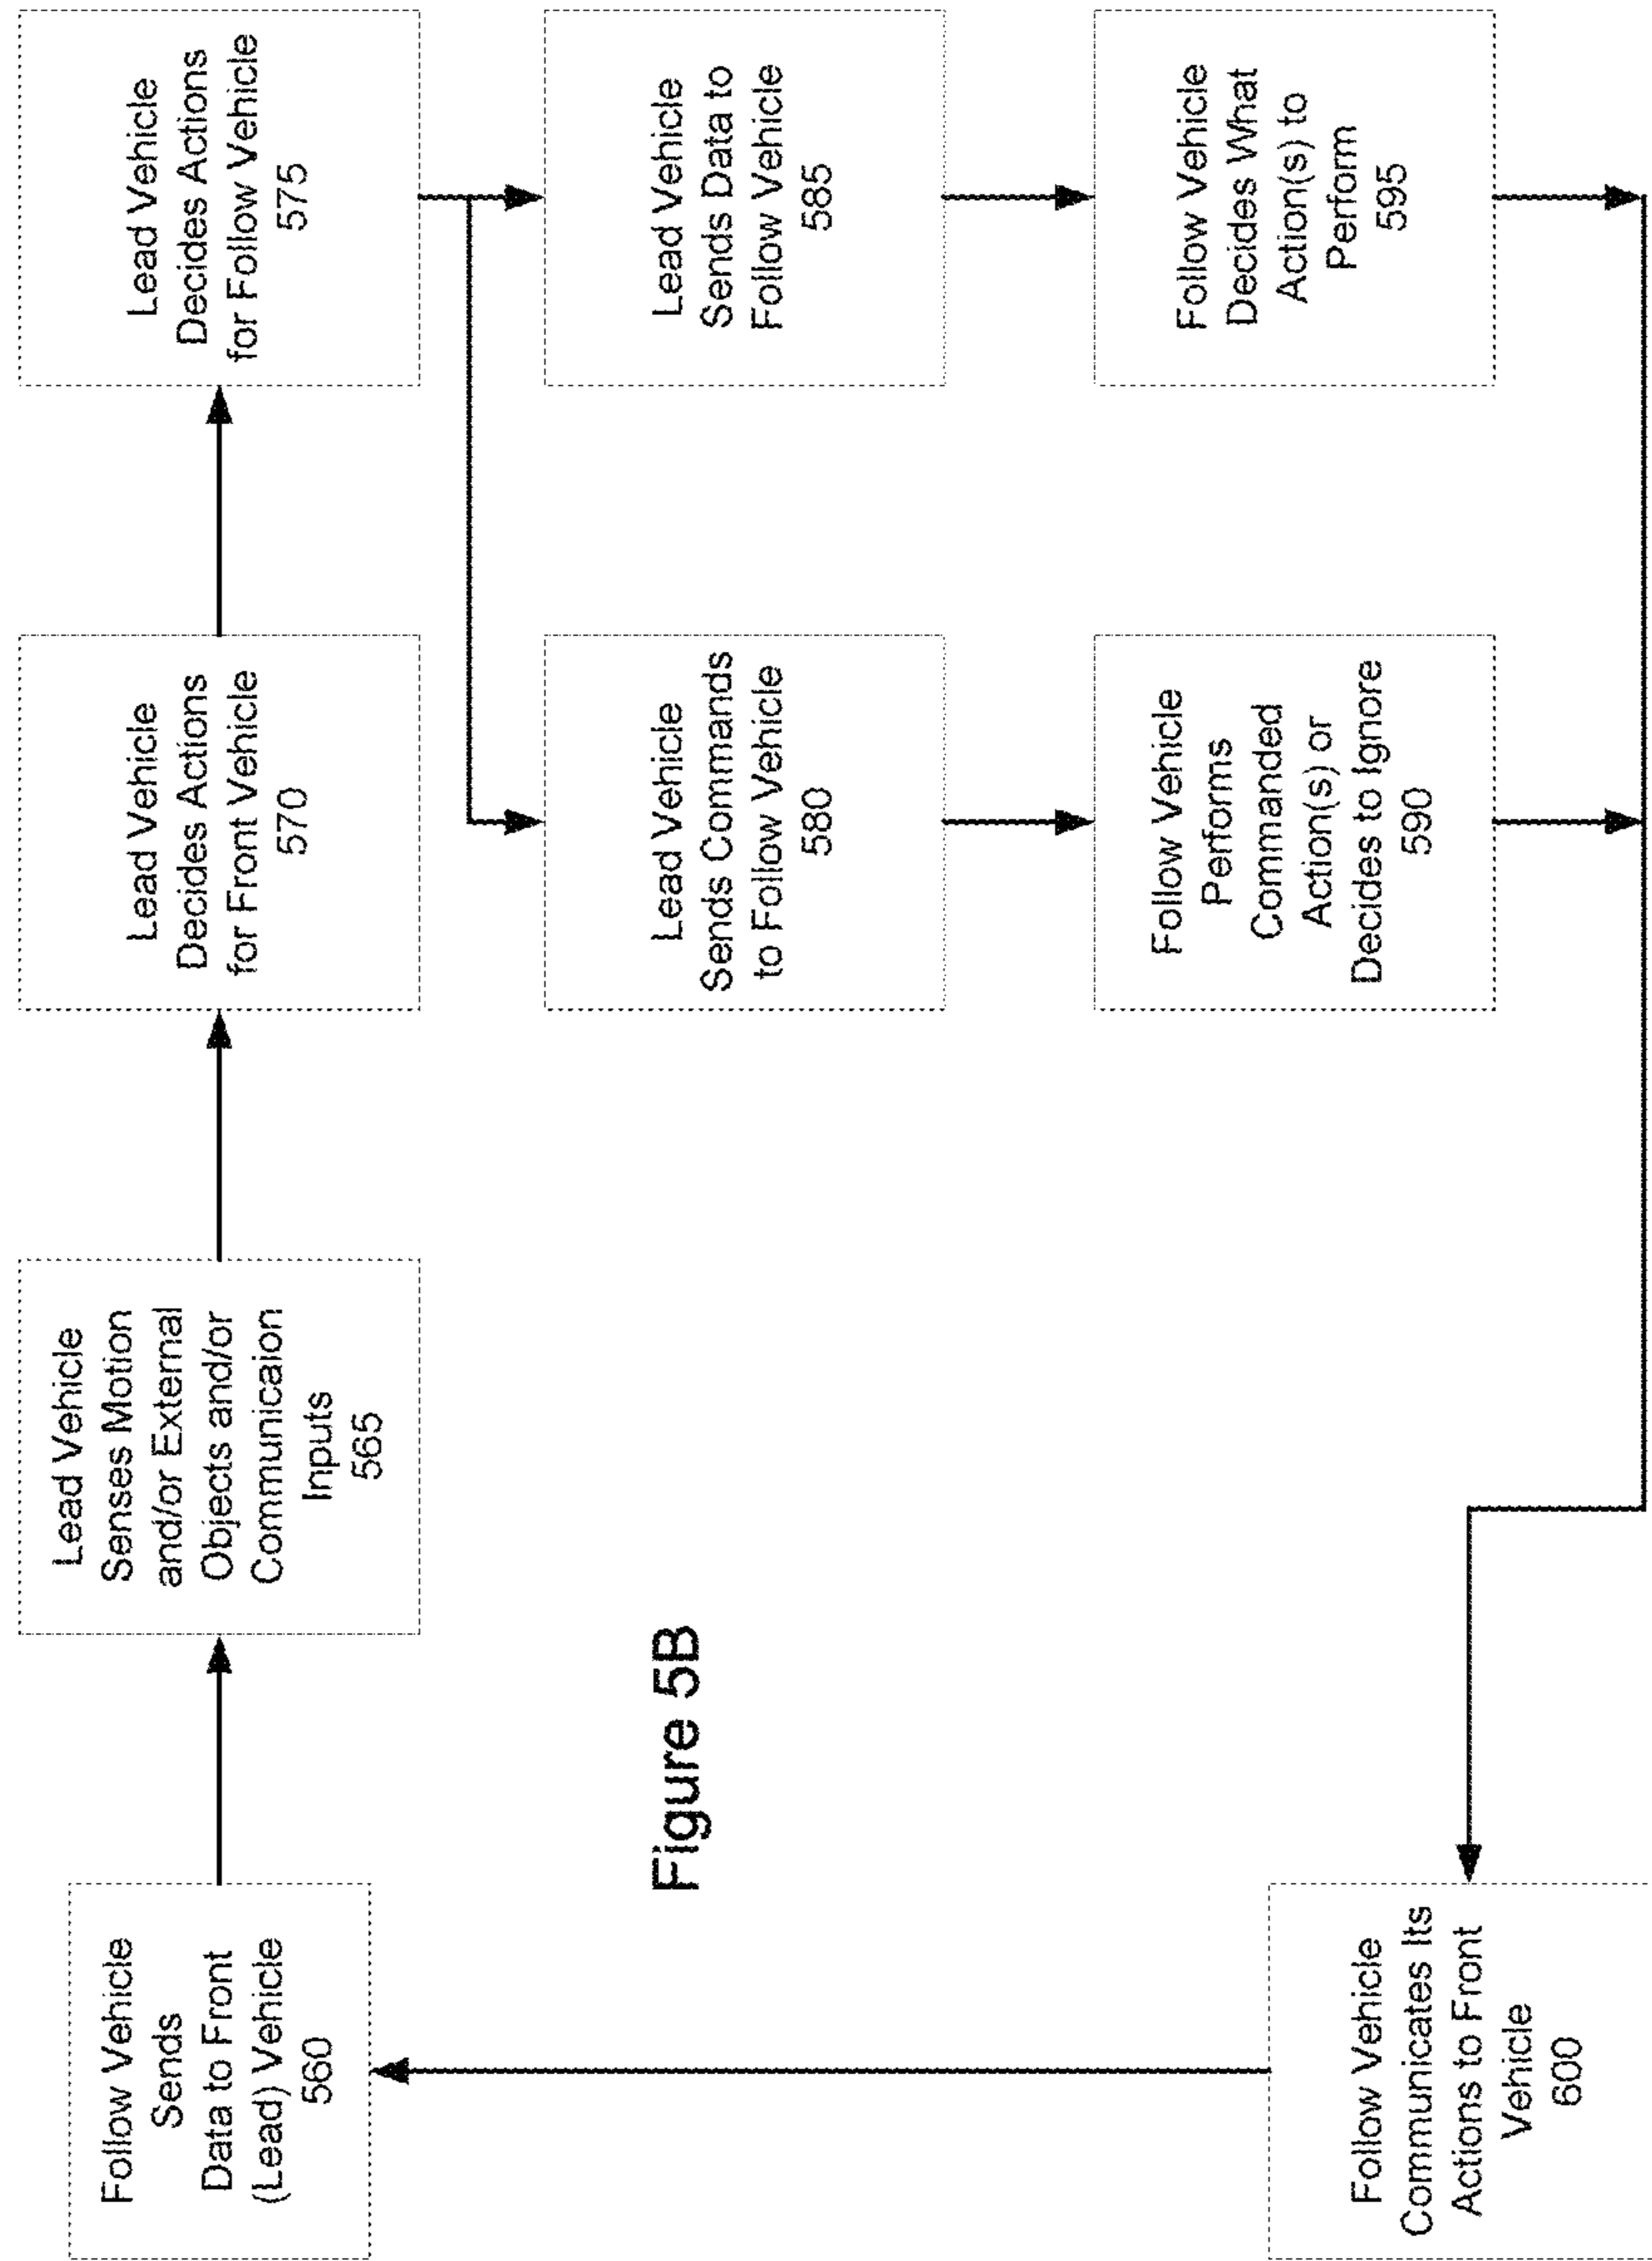 Follow Vehicle
Sends
Data to Front
(Lead) Vehicle
560
Lead Vehicle
Senses Motion
and/or External
Objects and/or
Communicaion
Inputs
565
Lead Vehicle
Decides Actions
for Front Vehicle
570
Lead Vehicle
Decides Actions
for Follow Vehicle
575
Lead Vehicle
Sends Commands
to Follow Vehicle
580
Lead Vehicle
Sends Data to
Follow Vehicle
585
Follow Vehicle
Performs
Commanded
Action(s) or
Decides to Ignore
590
Follow Vehicle
Decides What
Action(s) to
Perform
595
Follow Vehicle
Communicates Its
Actions to Front
Vehicle
600
Figure 5B